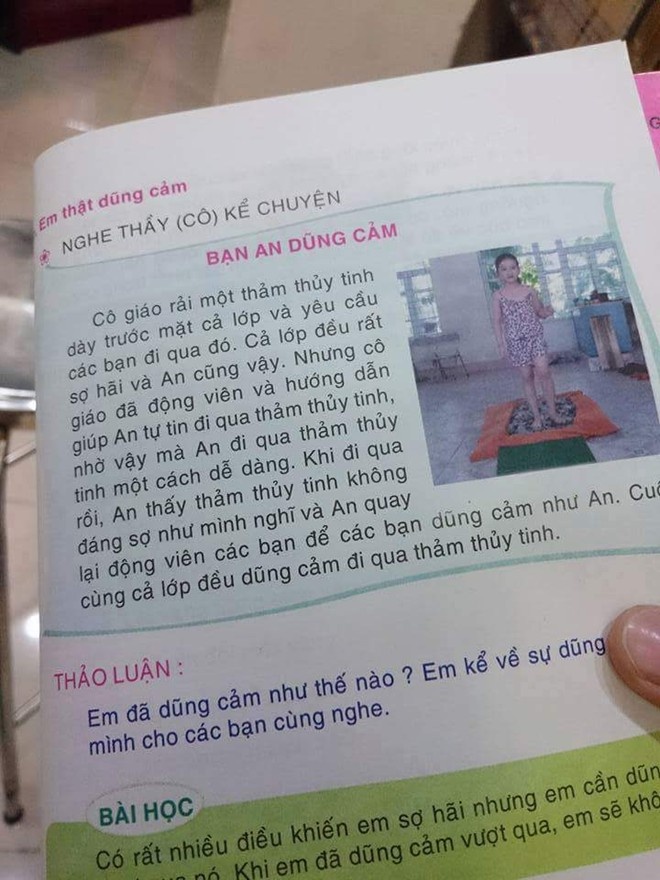 Em thật dũng cảm
NGHE THẦY (CÔ) KỂ CHUYỆN
BẠN AN DŨNG CẢM
Cô giáo rải một thảm thủy tinh
dày trước mặt cả lớp và yêu cầu
các bạn đi qua đó. Cả lớp đều rất
sợ hãi và An cũng vậy. Nhưng cô
giáo đã động viên và hướng dẫn
giúp An tự tin đi qua thảm thủy tinh,
nhờ vậy mà An đi qua thảm thủy
tinh một cách dễ dàng. Khi đi qua
rồi, An thấy thảm thủy tinh không
đáng sợ như mình nghĩ và An quay
lại động viên các bạn để các bạn dũng cảm như An. Cuố
cùng cả lớp đều dũng cảm đi qua thảm thủy tinh.
THẢO LUẬN :
Em đã dũng cảm như thế nào ? Em kể về sự dũng
mình cho các bạn cùng nghe.
BÀI HỌC
Có rất nhiều điều khiến em sợ hãi nhưng em cần dũn
nó. Khi em đã dũng cảm vượt qua, em sẽ khô